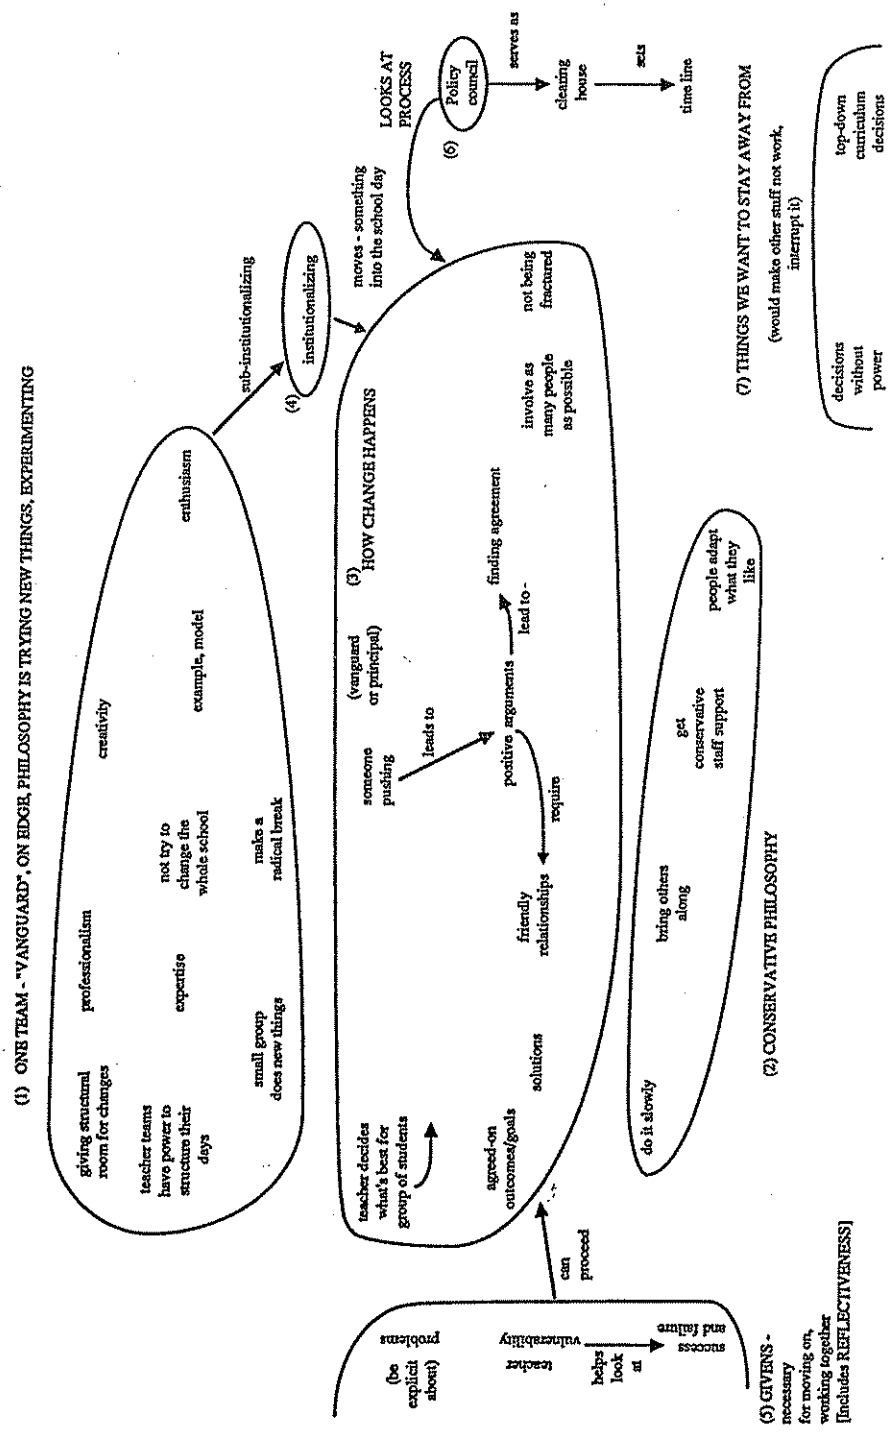 (1) ONE TEAM - "VANGUARD", ON EDGE, PHILOSOPHY IS TRYING NEW THINGS, EXPERIMENTING
giving structural
room for changes
professionalism
creativity
teacher teams
have power to
structure their
days
expertise
not try to
change the
whole school
example, model
enthusiasm
small group
does new things
make a
radical break
sub-institutionalizing
(4)
institutionalizing
LOOKS AT
PROCESS
(6)
Policy
council
serves as
clearing
house
sets
time line
moves - something
into the school day
(3)
HOW CHANGE HAPPENS
teacher decides
what's best for
group of students
someone
pushing
(vanguard
or principal)
leads to
positive arguments
lead to -
finding agreement
require
friendly
relationships
agreed-on
outcomes/goals
solutions
involve as
many people
as possible
not being
fractured
can
proceed
(be
explicit
about)
problems
teacher
vulnerability
helps
look
at
success
and failure
(5) GIVENS -
necessary
for moving on,
working together
[Includes REFLECTIVENESS]
do it slowly
bring others
along
get
conservative
staff support
people adapt
what they
like
(2) CONSERVATIVE PHILOSOPHY
(7) THINGS WE WANT TO STAY AWAY FROM
(would make other stuff not work,
interrupt it)
decisions
without
power
top-down
curriculum
decisions